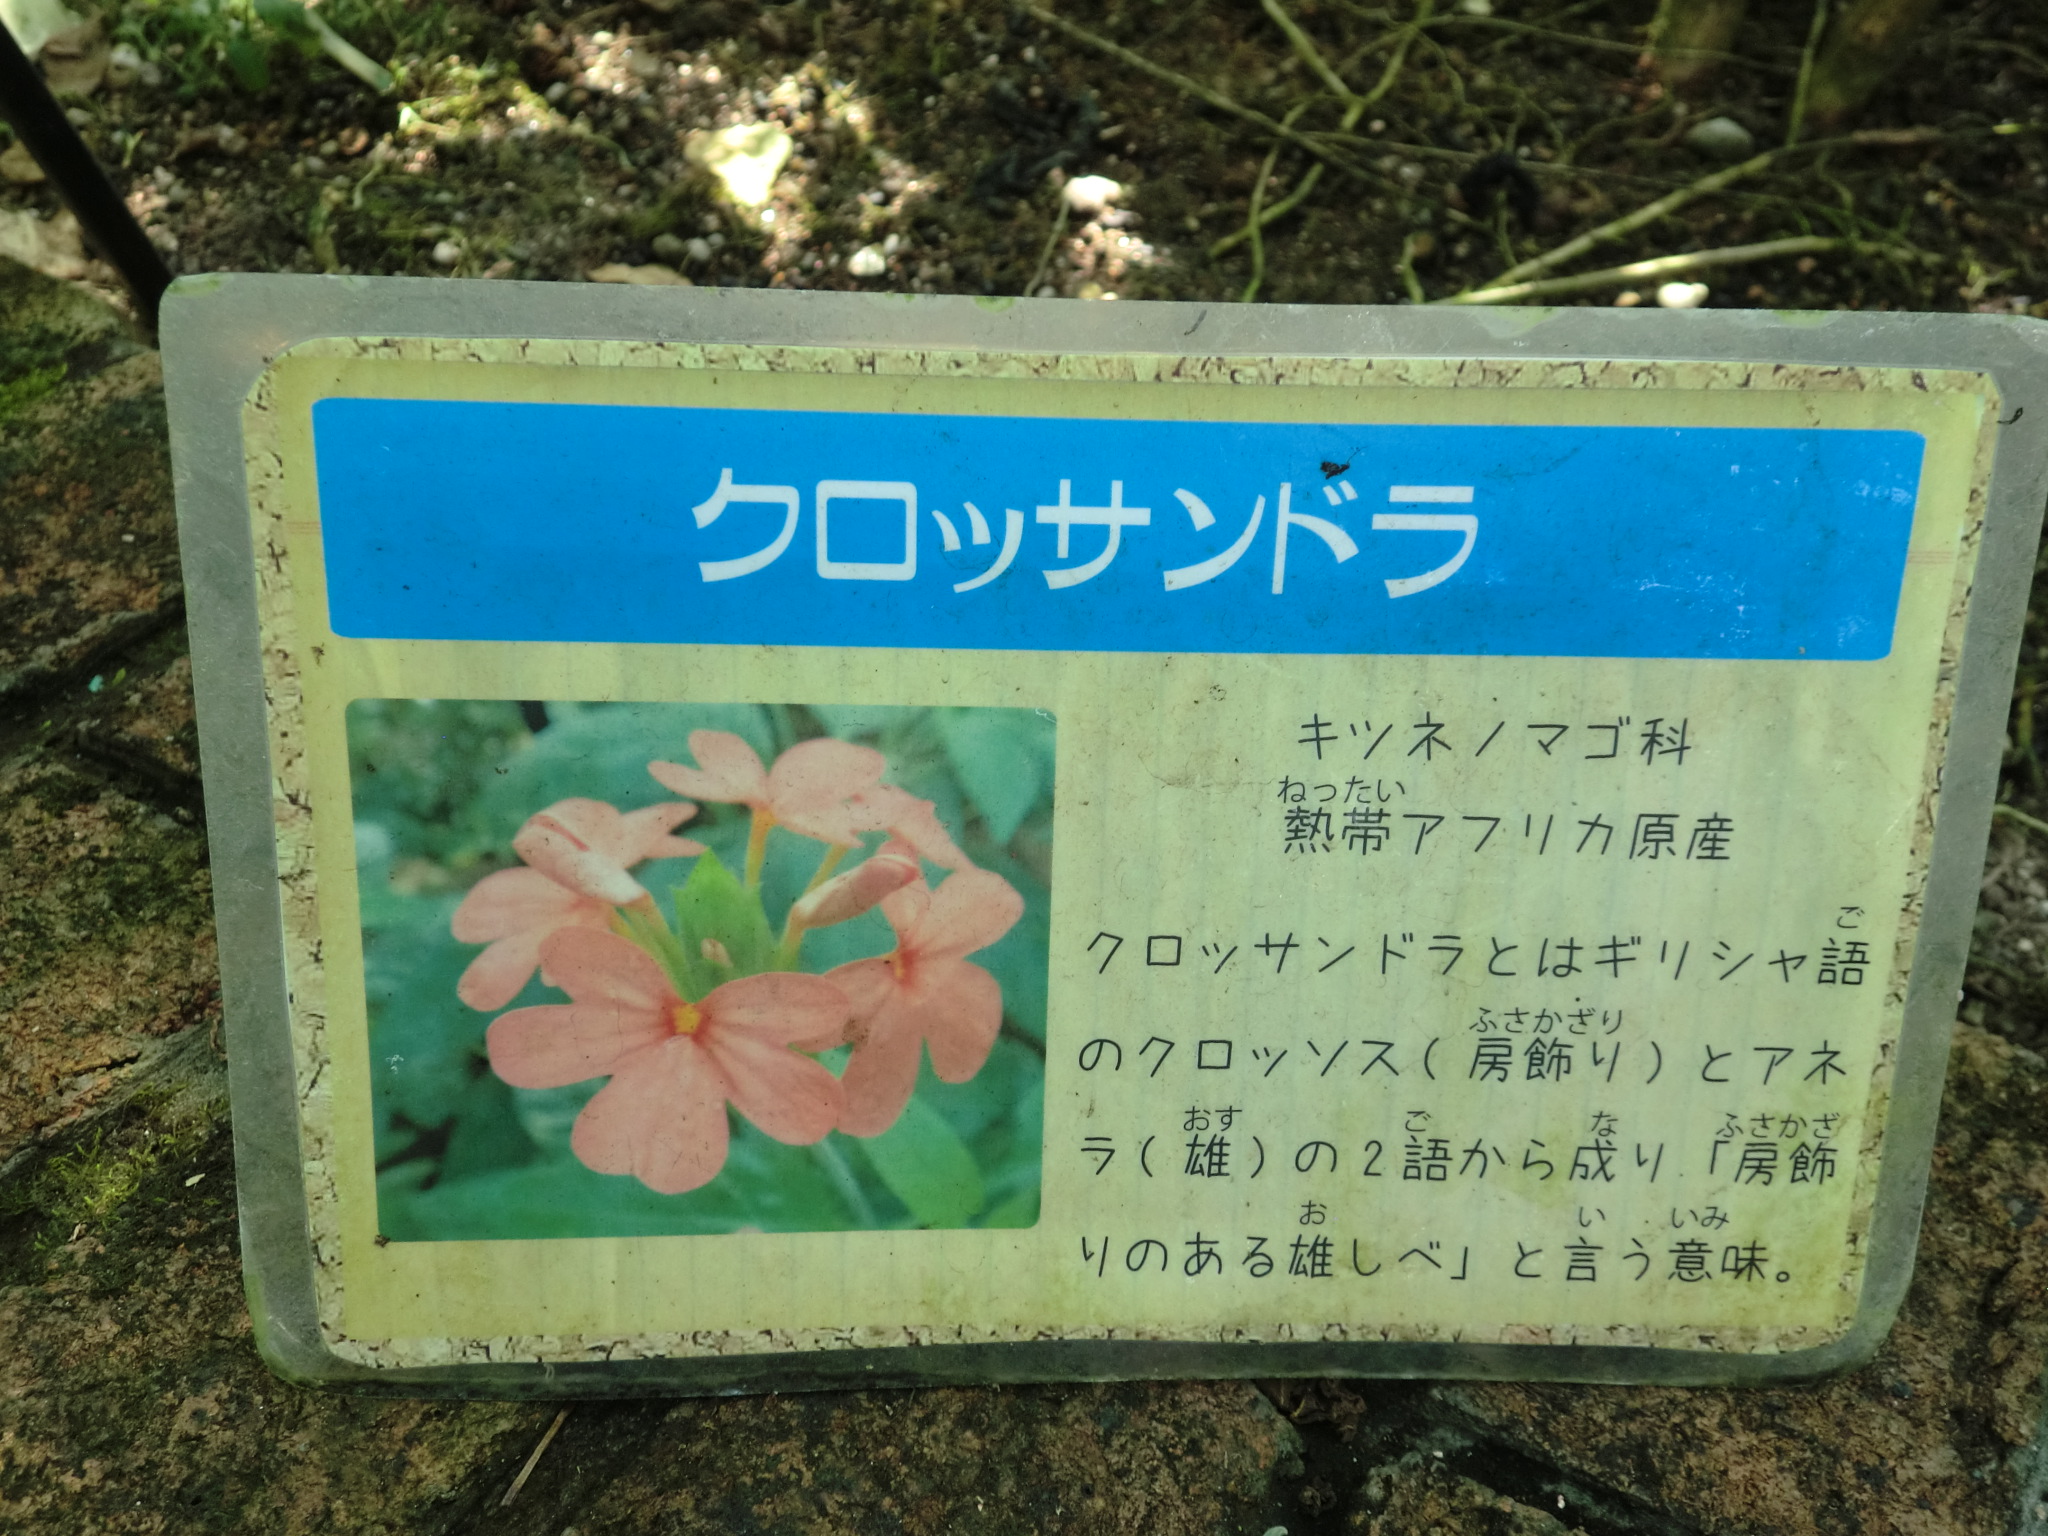 クロッサンドラ
キツネノマゴ科
ねったい
熱帯アフリカ原産
ご
クロッサンドラとはギリシャ語
ふさかざり
のクロッソス(房飾り)とアネ
おす ご な ふさかざ
ラ(雄)の2語から成り「房飾
お い いみ
りのある雄しべ」と言う意味。